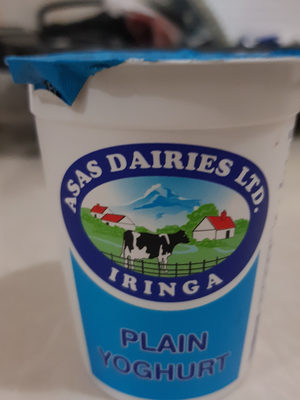 ASAS DAIRIES LTD.
IRINGA
PLAIN
YOGHURT